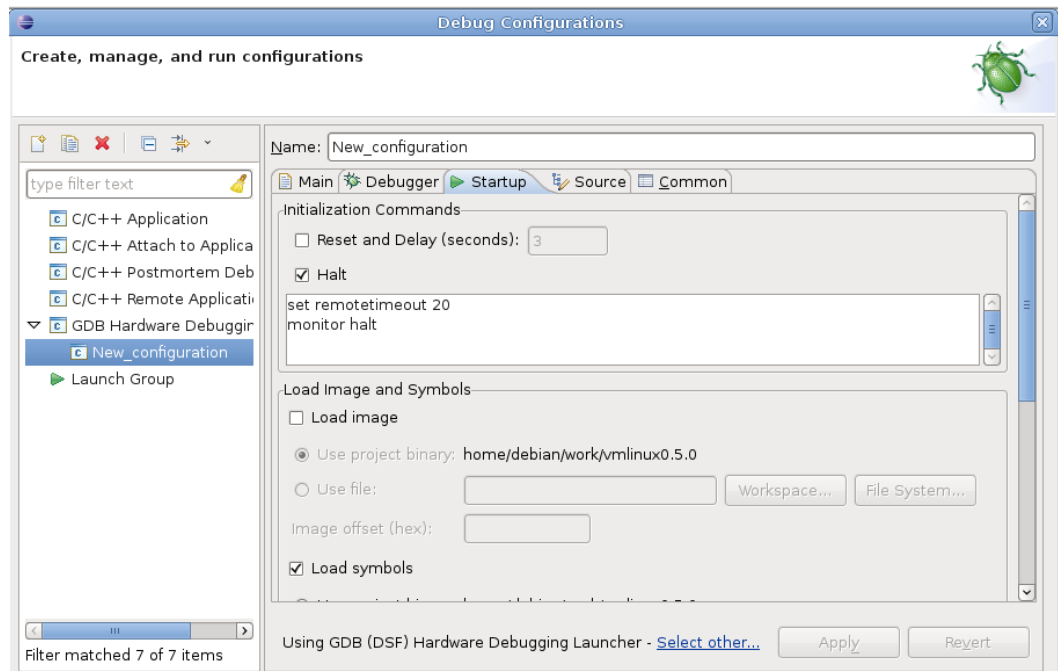 Debug Configurations
Create, manage, and run configurations
type filter text
C/C++ Application
C/C++ Attach to Applica
C/C++ Postmortem Deb
C/C++ Remote Applicati
GDB Hardware Debuggin
New_configuration
Launch Group
Filter matched 7 of 7 items
Name: New_configuration
Main Debugger Startup Source Common
Initialization Commands
Reset and Delay (seconds): 3
Halt
set remotetimeout 20
monitor halt
Load Image and Symbols
Load image
Use project binary: home/debian/work/vmlinux0.5.0
Use file: Workspace... File System...
Image offset (hex):
Load symbols
Using GDB (DSF) Hardware Debugging Launcher - Select other... Apply Revert